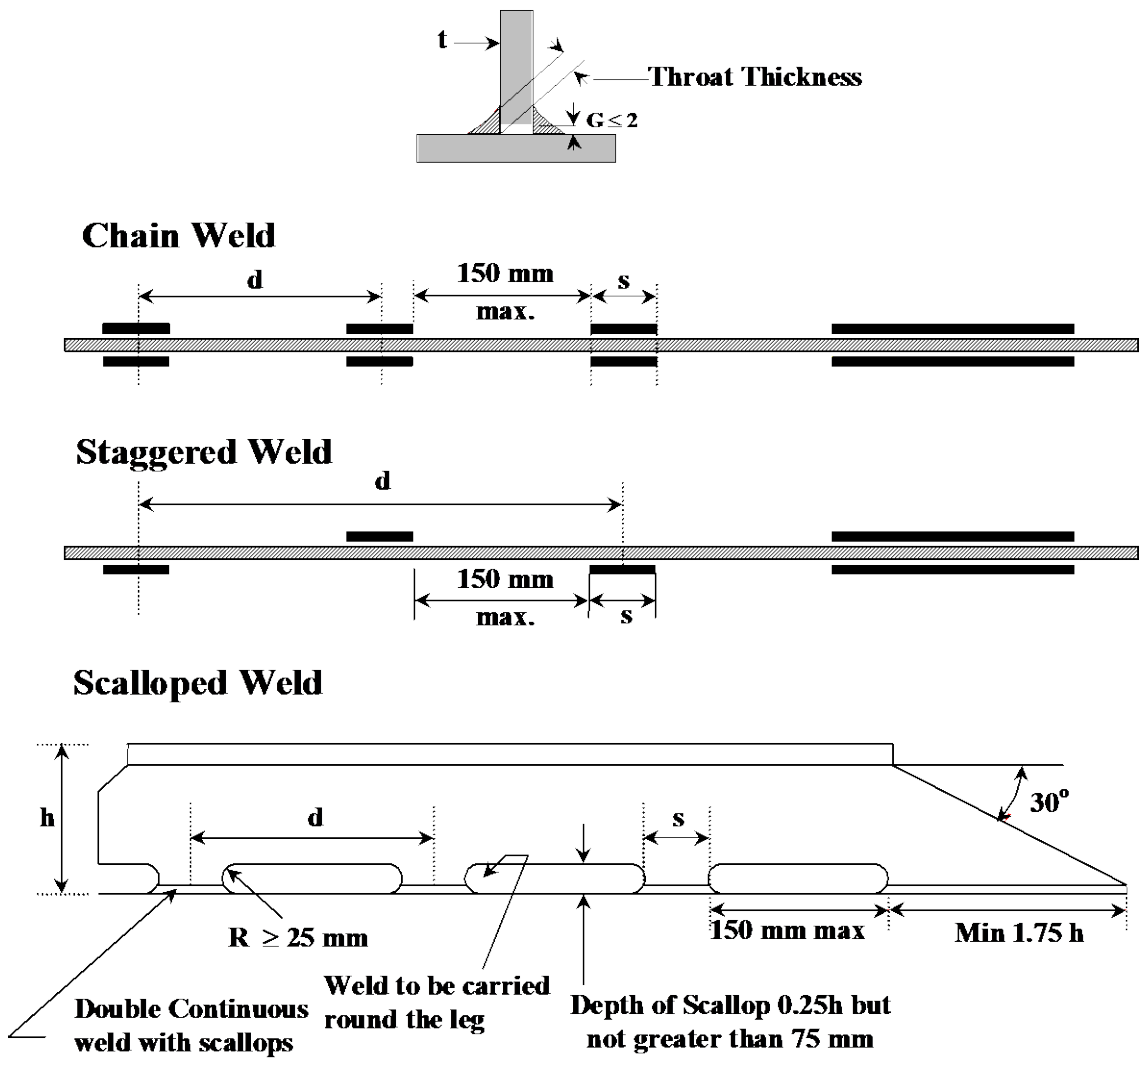 t
Throat Thickness
G ≤ 2
Chain Weld
d
150 mm
max.
s
Staggered Weld
d
150 mm
max.
s
Scalloped Weld
h
d
s
30°
R ≥ 25 mm
150 mm max
Min 1.75 h
Double Continuous
weld with scallops
Weld to be carried
round the leg
Depth of Scallop 0.25h but
not greater than 75 mm